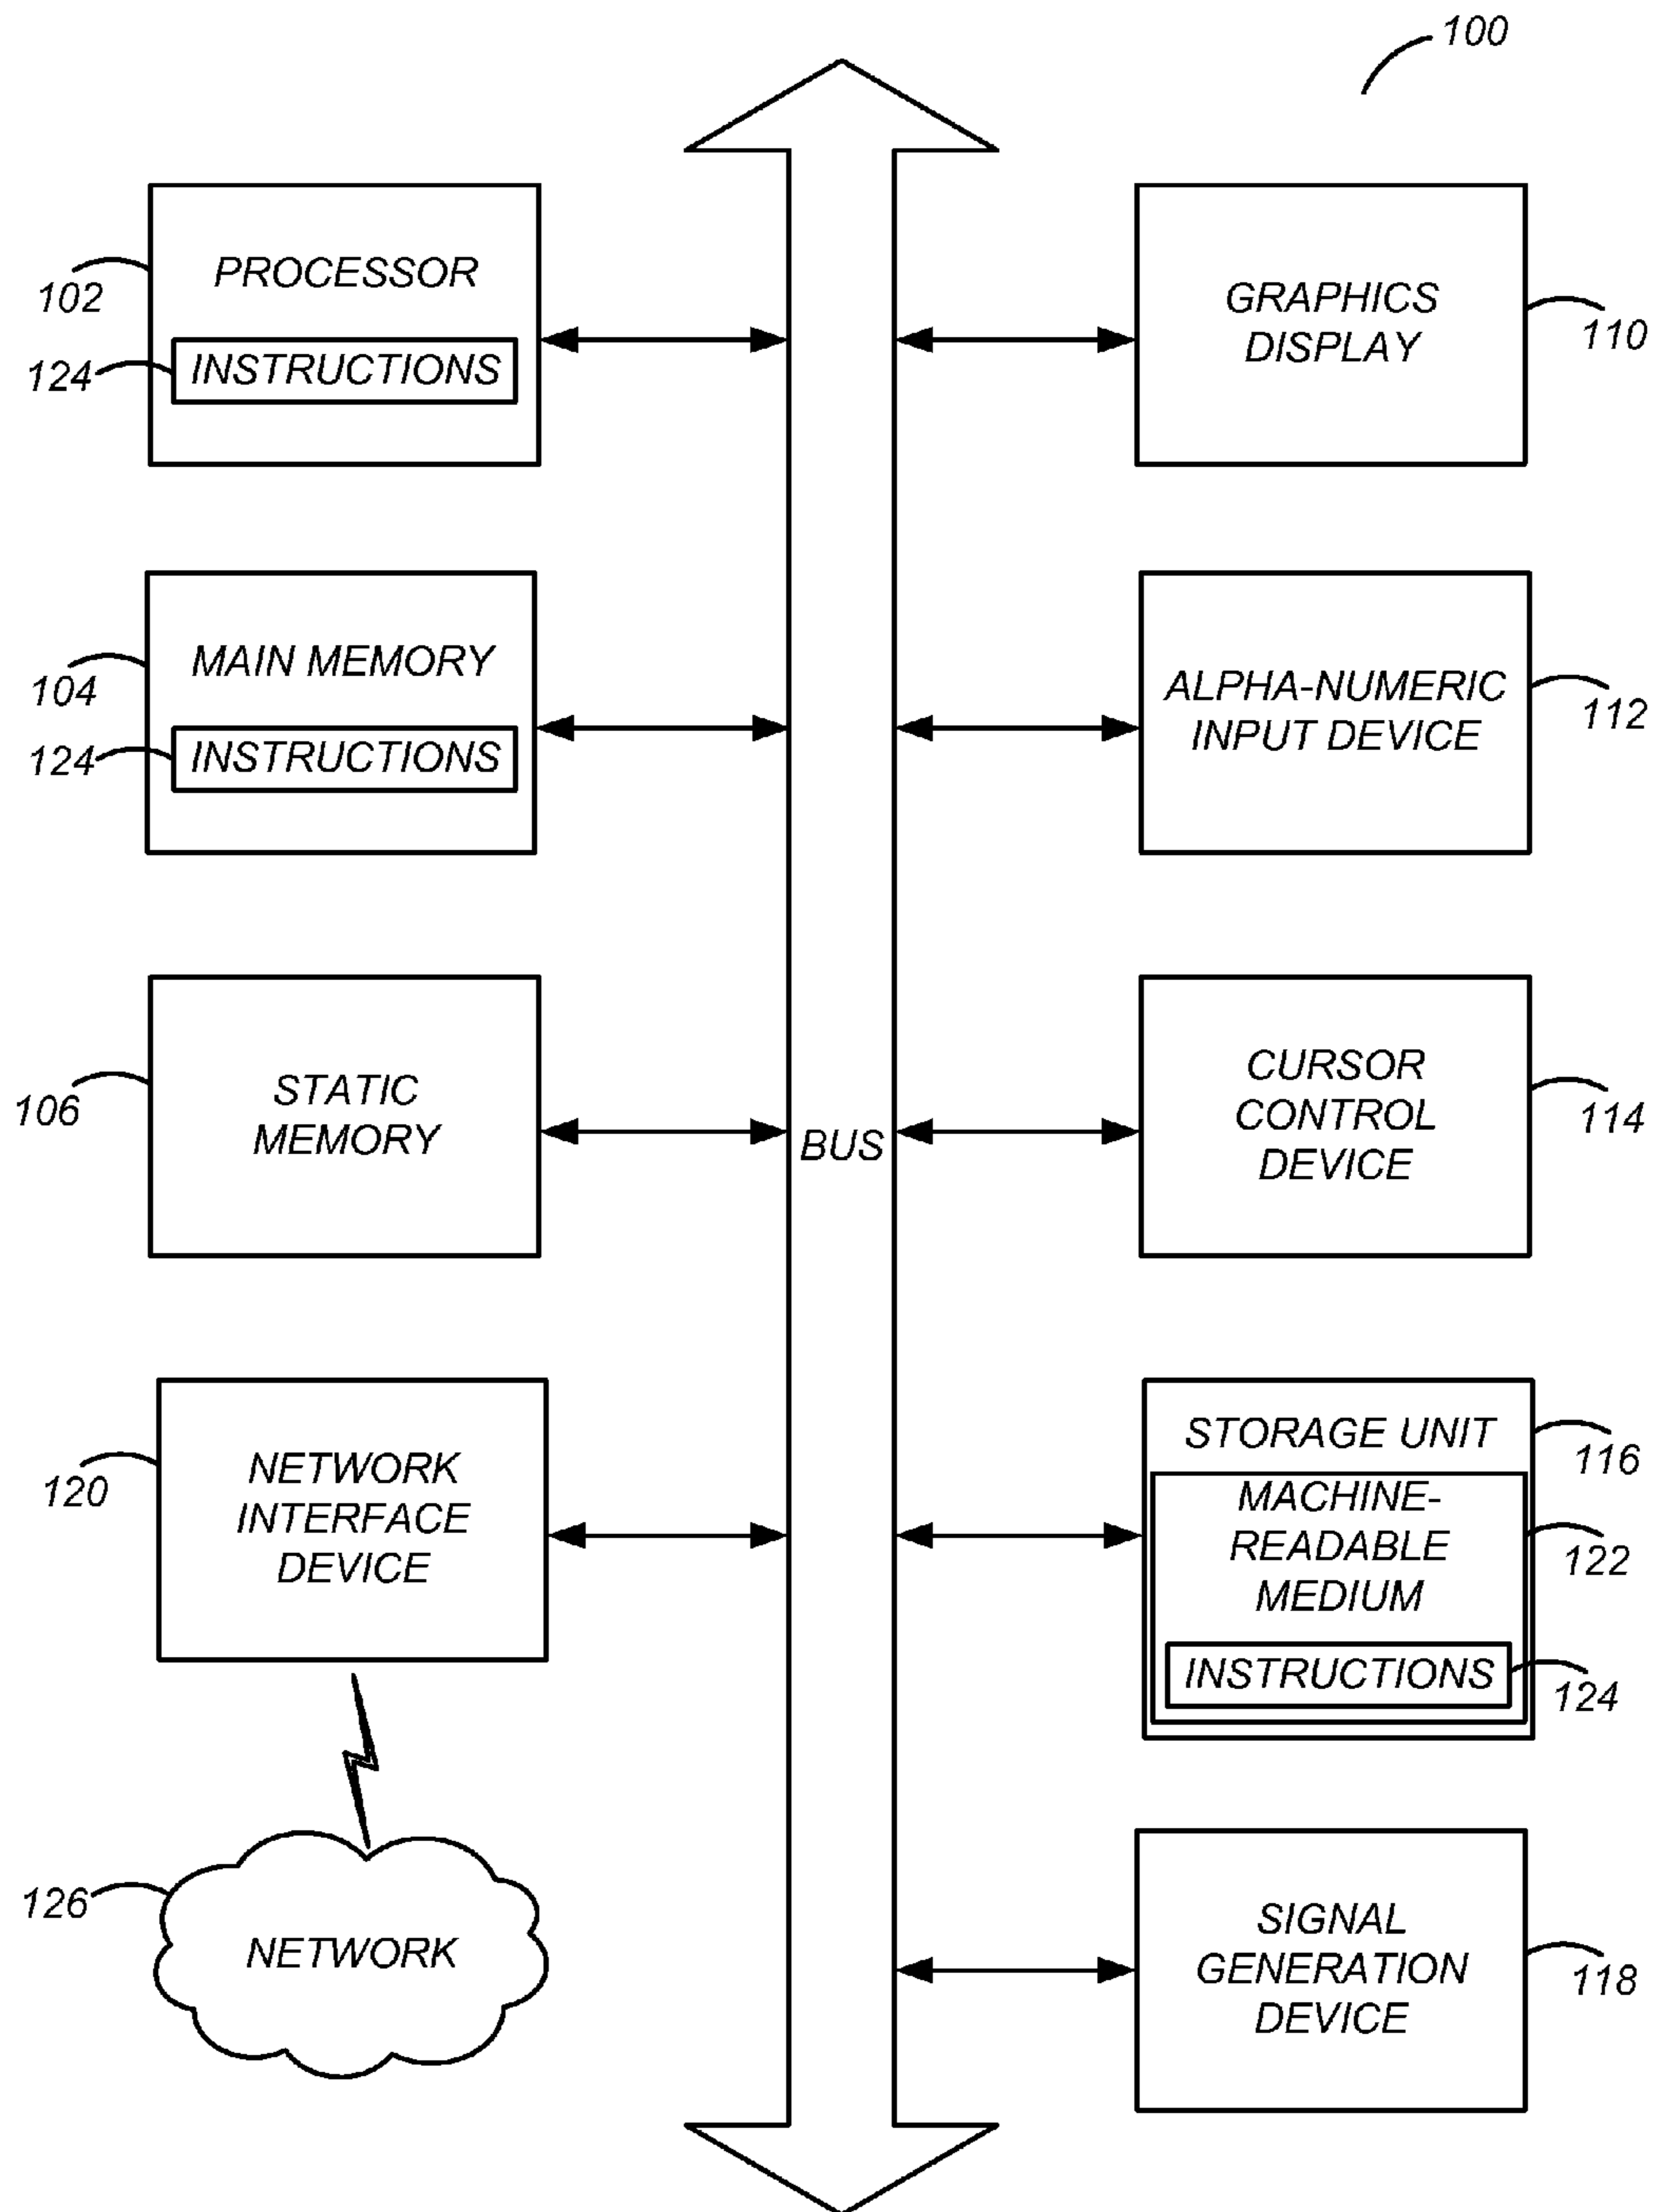 100
PROCESSOR
102
INSTRUCTIONS
124
GRAPHICS
DISPLAY
110
MAIN MEMORY
104
INSTRUCTIONS
124
ALPHA-NUMERIC
INPUT DEVICE
112
STATIC
MEMORY
106
BUS
CURSOR
CONTROL
DEVICE
114
NETWORK
INTERFACE
DEVICE
120
STORAGE UNIT
116
MACHINE-
READABLE
MEDIUM
122
INSTRUCTIONS
124
NETWORK
126
SIGNAL
GENERATION
DEVICE
118